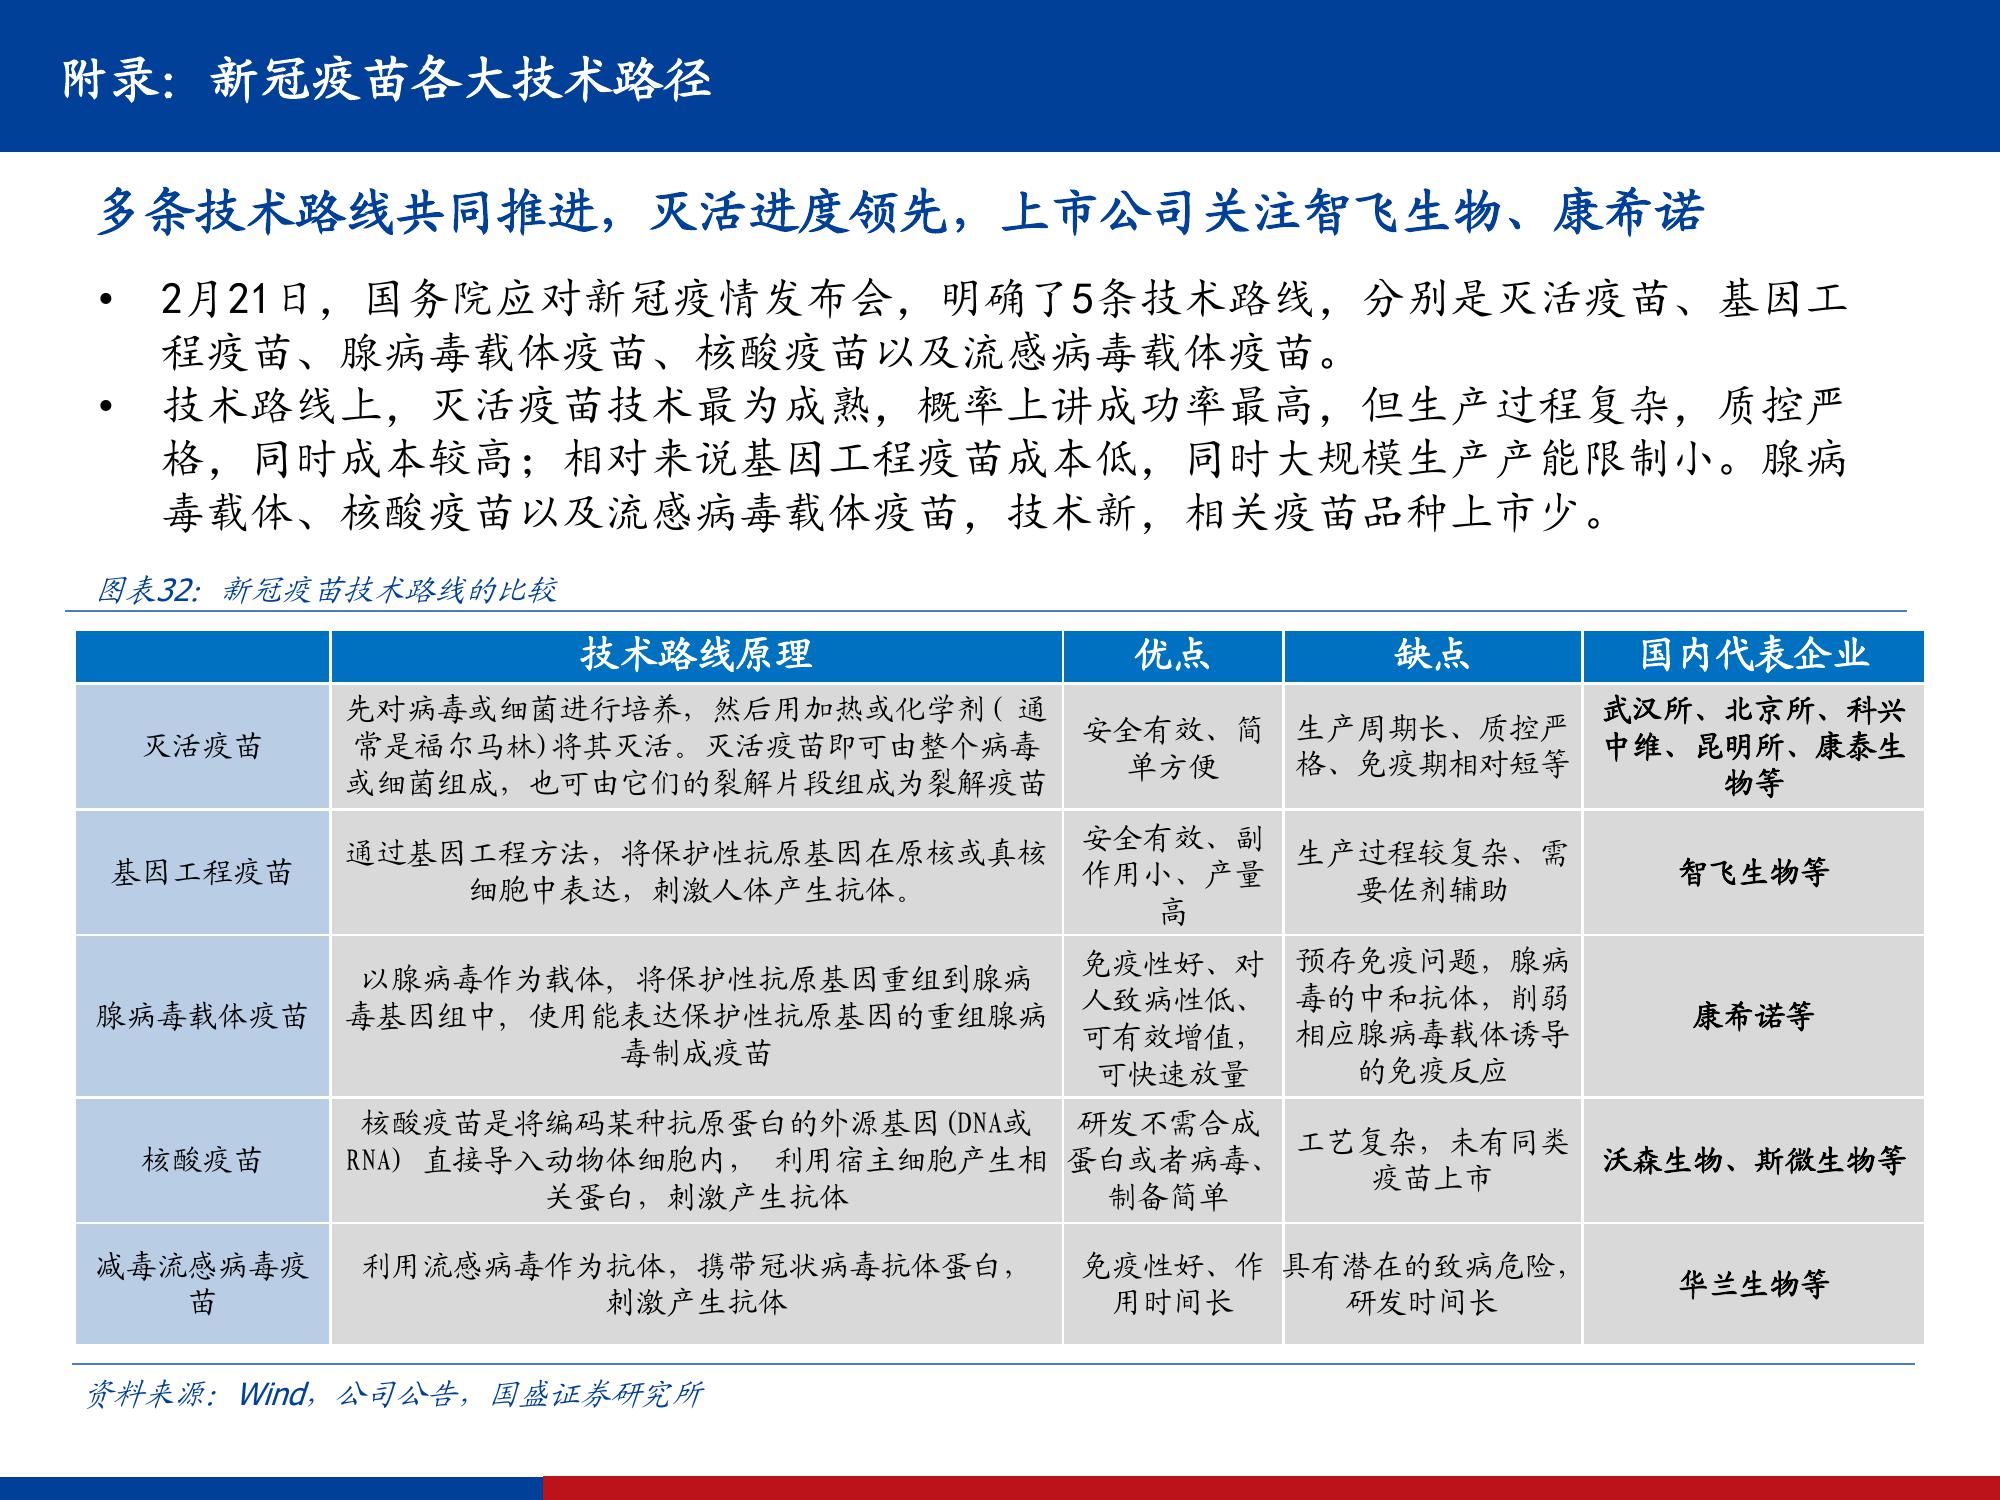 附录：新冠疫苗各大技术路径
多条技术路线共同推进，灭活进度领先，上市公司关注智飞生物、康希诺
• 2月21日，国务院应对新冠疫情发布会，明确了5条技术路线，分别是灭活疫苗、基因工
程疫苗、腺病毒载体疫苗、核酸疫苗以及流感病毒载体疫苗。
• 技术路线上，灭活疫苗技术最为成熟，概率上讲成功率最高，但生产过程复杂，质控严
格，同时成本较高；相对来说基因工程疫苗成本低，同时大规模生产产能限制小。腺病
毒载体、核酸疫苗以及流感病毒载体疫苗，技术新，相关疫苗品种上市少。
图表32：新冠疫苗技术路线的比较
技术路线原理 优点 缺点 国内代表企业
灭活疫苗
先对病毒或细菌进行培养，然后用加热或化学剂( 通
常是福尔马林)将其灭活。灭活疫苗即可由整个病毒
或细菌组成，也可由它们的裂解片段组成为裂解疫苗
安全有效、简
单方便
生产周期长、质控严
格、免疫期相对短等
武汉所、北京所、科兴
中维、昆明所、康泰生
物等
基因工程疫苗
通过基因工程方法，将保护性抗原基因在原核或真核
细胞中表达，刺激人体产生抗体。
安全有效、副
作用小、产量
高
生产过程较复杂、需
要佐剂辅助
智飞生物等
腺病毒载体疫苗
以腺病毒作为载体，将保护性抗原基因重组到腺病
毒基因组中，使用能表达保护性抗原基因的重组腺病
毒制成疫苗
免疫性好、对
人致病性低、
可有效增值，
可快速放量
预存免疫问题，腺病
毒的中和抗体，削弱
相应腺病毒载体诱导
的免疫反应
康希诺等
核酸疫苗
核酸疫苗是将编码某种抗原蛋白的外源基因(DNA或
RNA) 直接导入动物体细胞内， 利用宿主细胞产生相
关蛋白，刺激产生抗体
研发不需合成
蛋白或者病毒、
制备简单
工艺复杂，未有同类
疫苗上市
沃森生物、斯微生物等
减毒流感病毒疫
苗
利用流感病毒作为抗体，携带冠状病毒抗体蛋白，
刺激产生抗体
免疫性好、作
用时间长
具有潜在的致病危险，
研发时间长
华兰生物等
资料来源：Wind，公司公告，国盛证券研究所